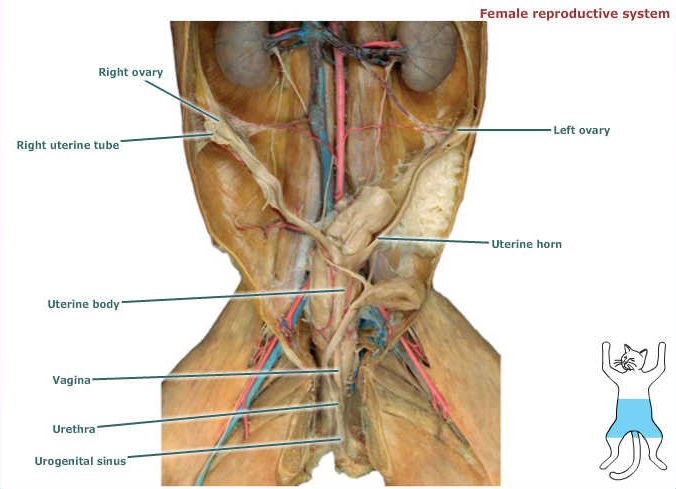 Female reproductive system
Right ovary
Left ovary
Right uterine tube
Uterine horn
Uterine body
Vagina
Urethra
Urogenital sinus